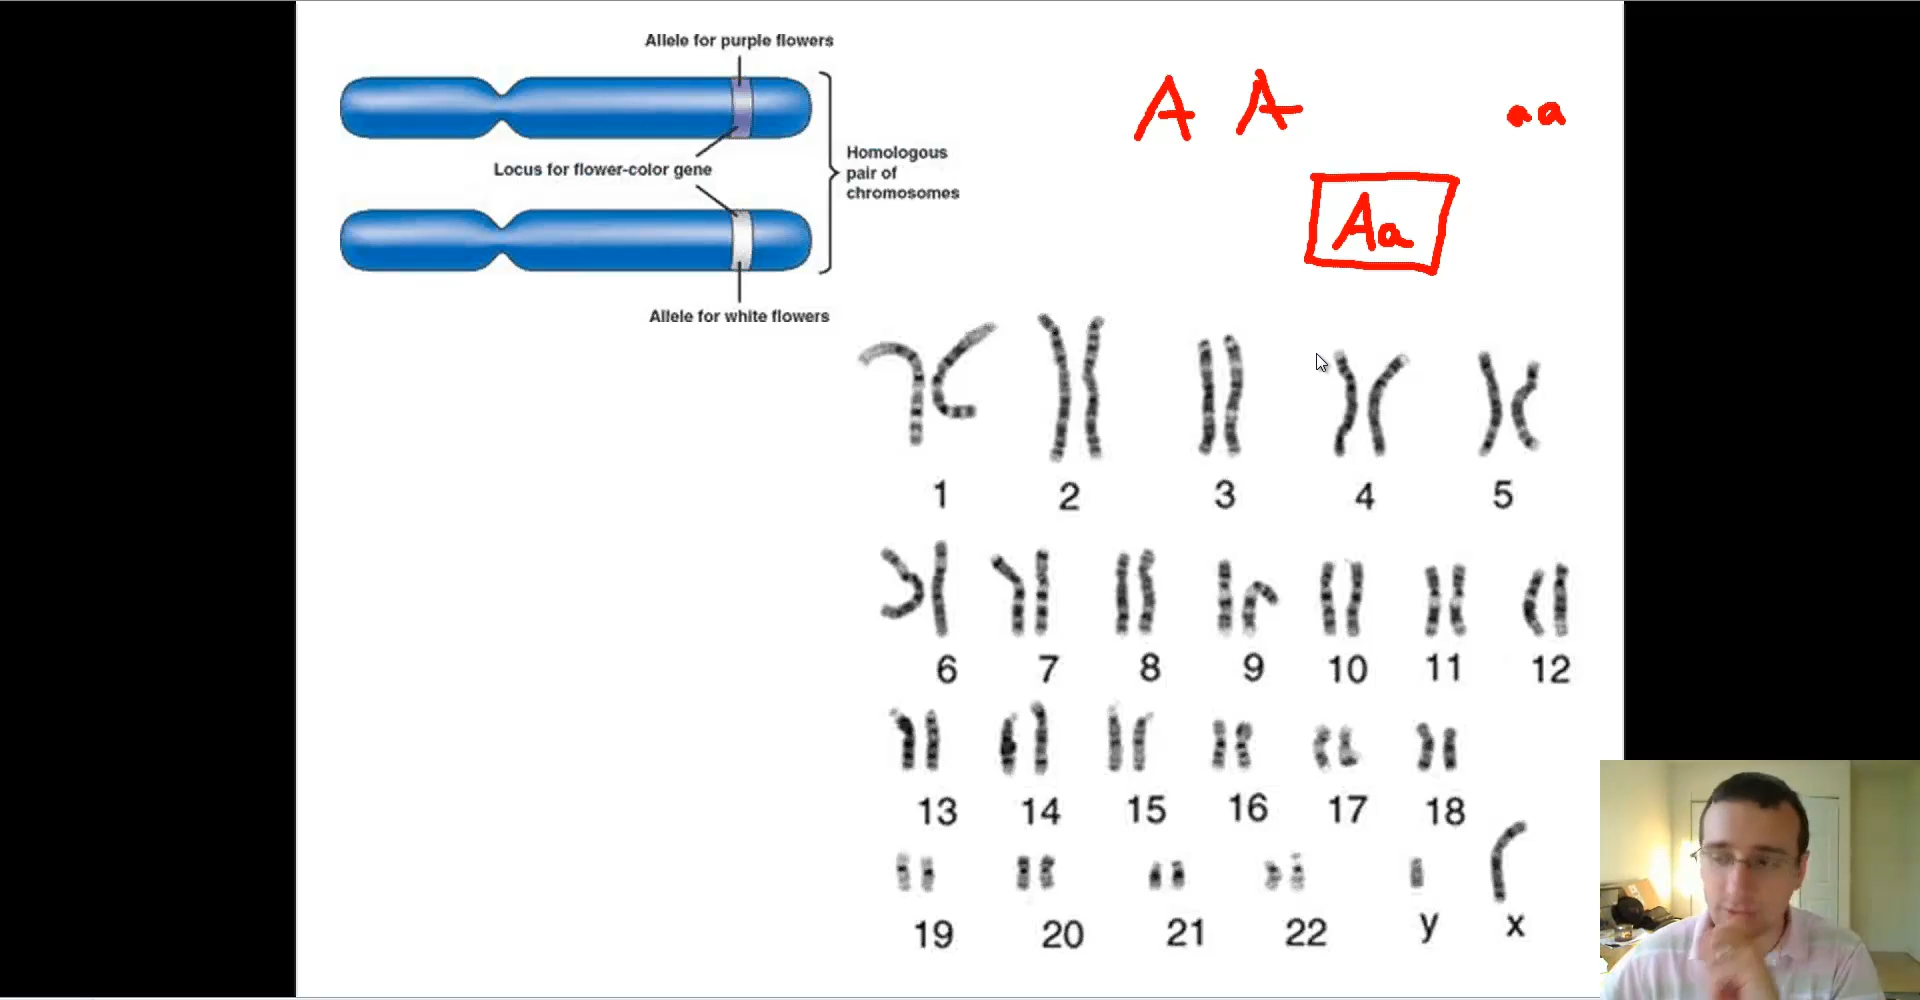 Allele for purple flowers
Locus for flower-color gene
Homologous
pair of
chromosomes
Allele for white flowers
A A
aa
Aa
1 2 3 4 5
6 7 8 9 10 11 12
13 14 15 16 17 18
19 20 21 22 y x